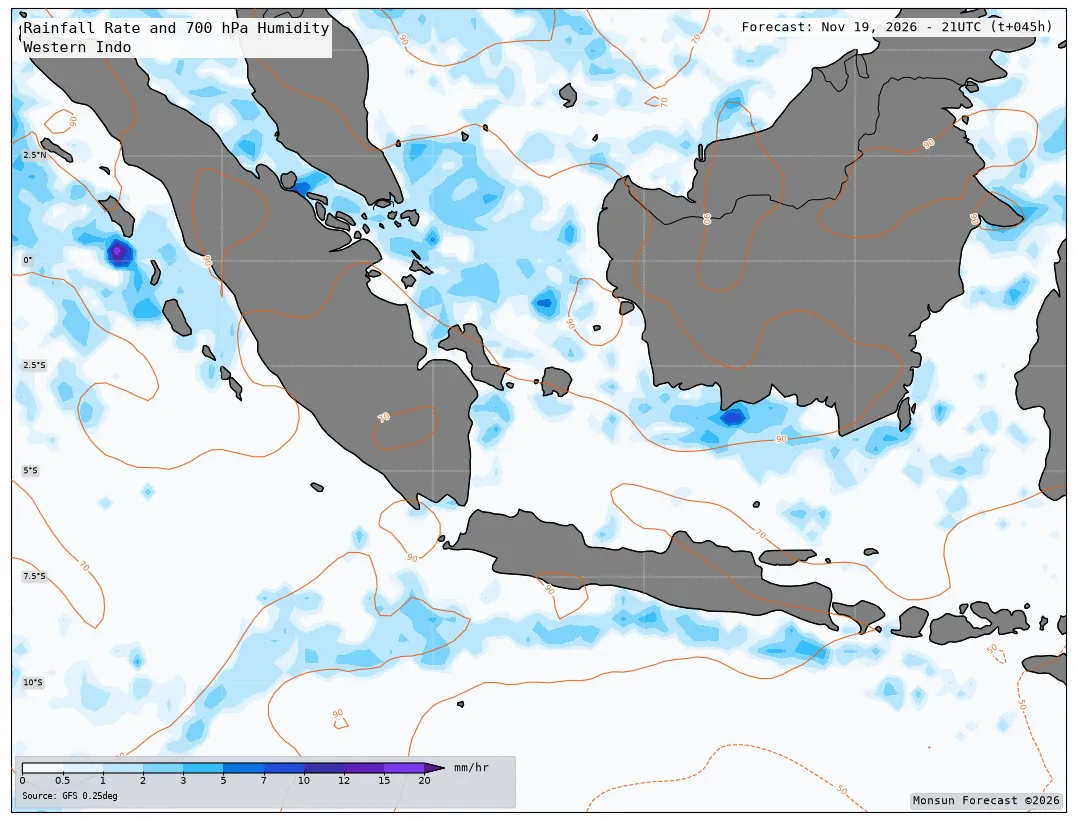 Rainfall Rate and 700 hPa Humidity
Western Indo
Forecast: Nov 19, 2026 - 21UTC (t+045h)
90
70
70
90
2.5°N
90
90
90
90
0°
90
90
2.5°S
70
90
5°S
70
90
70
7.5°S
90
50
10°S
50
90
50
mm/hr
0 0.5 1 2 3 5 7 10 12 15 20
Source: GFS 0.25deg
Monsun Forecast ©2026